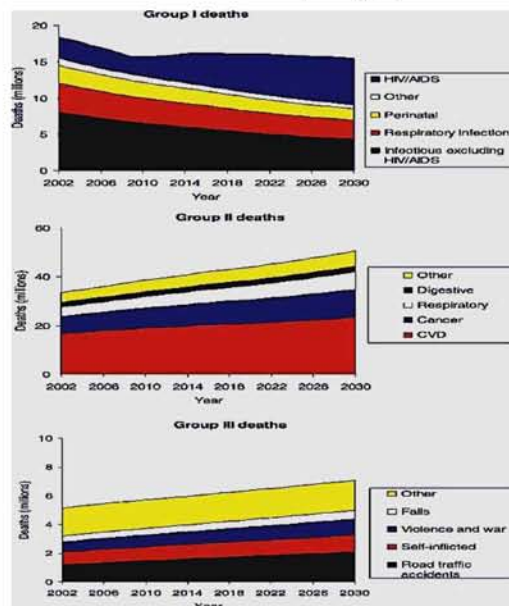 Group I deaths
20
15
10
5
0
Deaths (millions)
2002 2006 2010 2014 2018 2022 2026 2030
Year
HIV/AIDS
Other
Perinatal
Respiratory Infection
Infectious excluding
HIV/AIDS
Group II deaths
60
40
20
0
Deaths (millions)
2002 2006 2010 2014 2018 2022 2026 2030
Year
Other
Digestive
Respiratory
Cancer
CVD
Group III deaths
10
8
6
4
2
0
Deaths (millions)
2002 2006 2010 2014 2018 2022 2026 2030
Year
Other
Falls
Violence and war
Self-inflicted
Road traffic
accidents